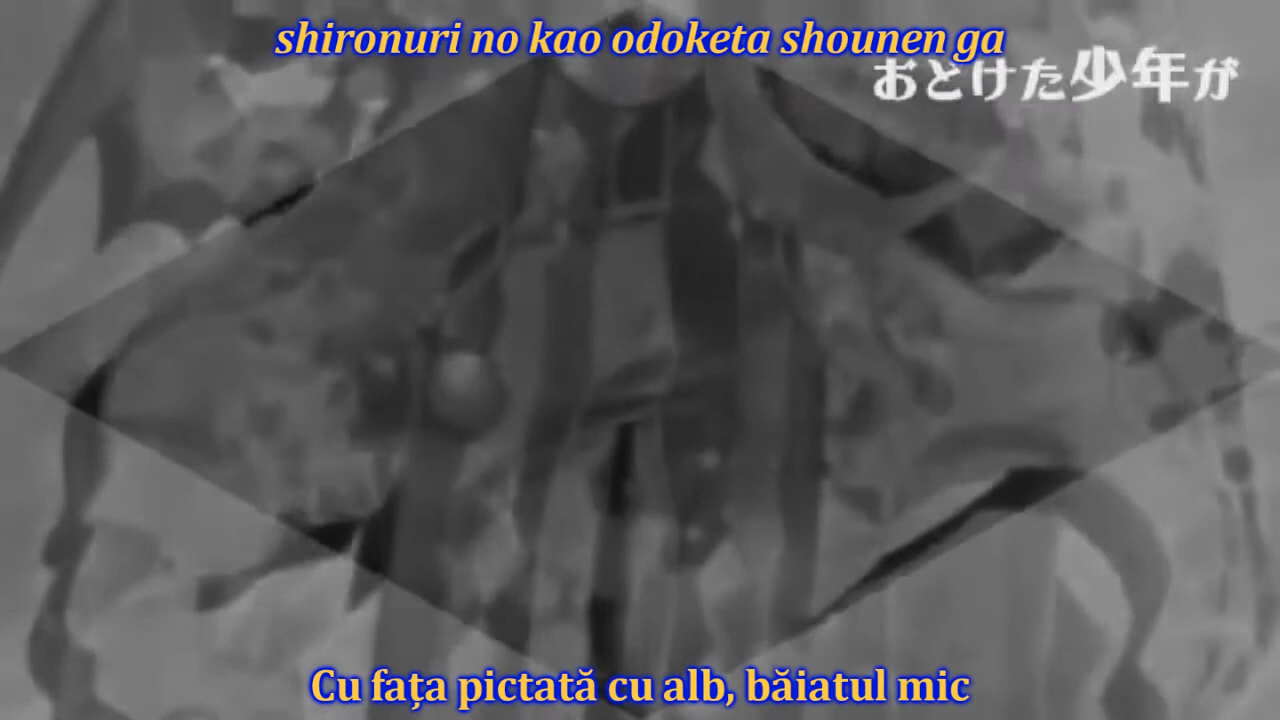 shironuri no kao odoketa shounen ga
おとけた少年が
Cu fața pictată cu alb, băiatul mic